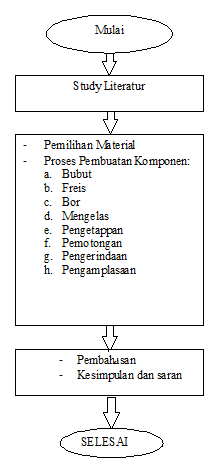 Mulai
Study Literatur
- Pemilihan Material
- Proses Pembuatan Komponen:
a. Bubut
b. Freis
c. Bor
d. Mengelas
e. Pengetappan
f. Pemotongan
g. Pengerindaan
h. Pengamplasaan
- Pembahasan
- Kesimpulan dan saran
SELESAI